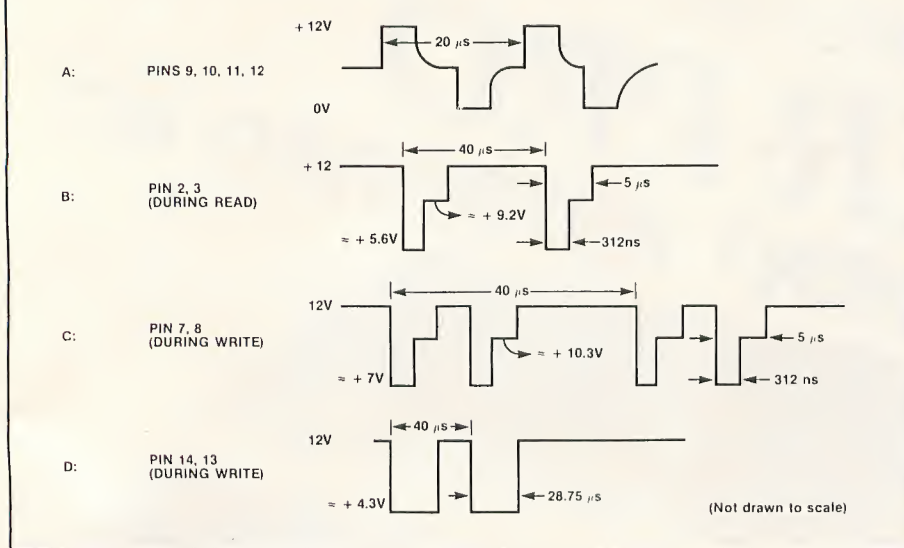 + 12V
20 μs
A: PINS 9, 10, 11, 12
0V
40 μs
+ 12
5 μs
B: PIN 2, 3
(DURING READ)
≈ + 9.2V
≈ + 5.6V
312ns
40 μs
12V
C: PIN 7, 8
(DURING WRITE)
5 μs
≈ + 10.3V
≈ + 7V
312 ns
40 μs
12V
D: PIN 14, 13
(DURING WRITE)
≈ + 4.3V
28.75 μs
(Not drawn to scale)